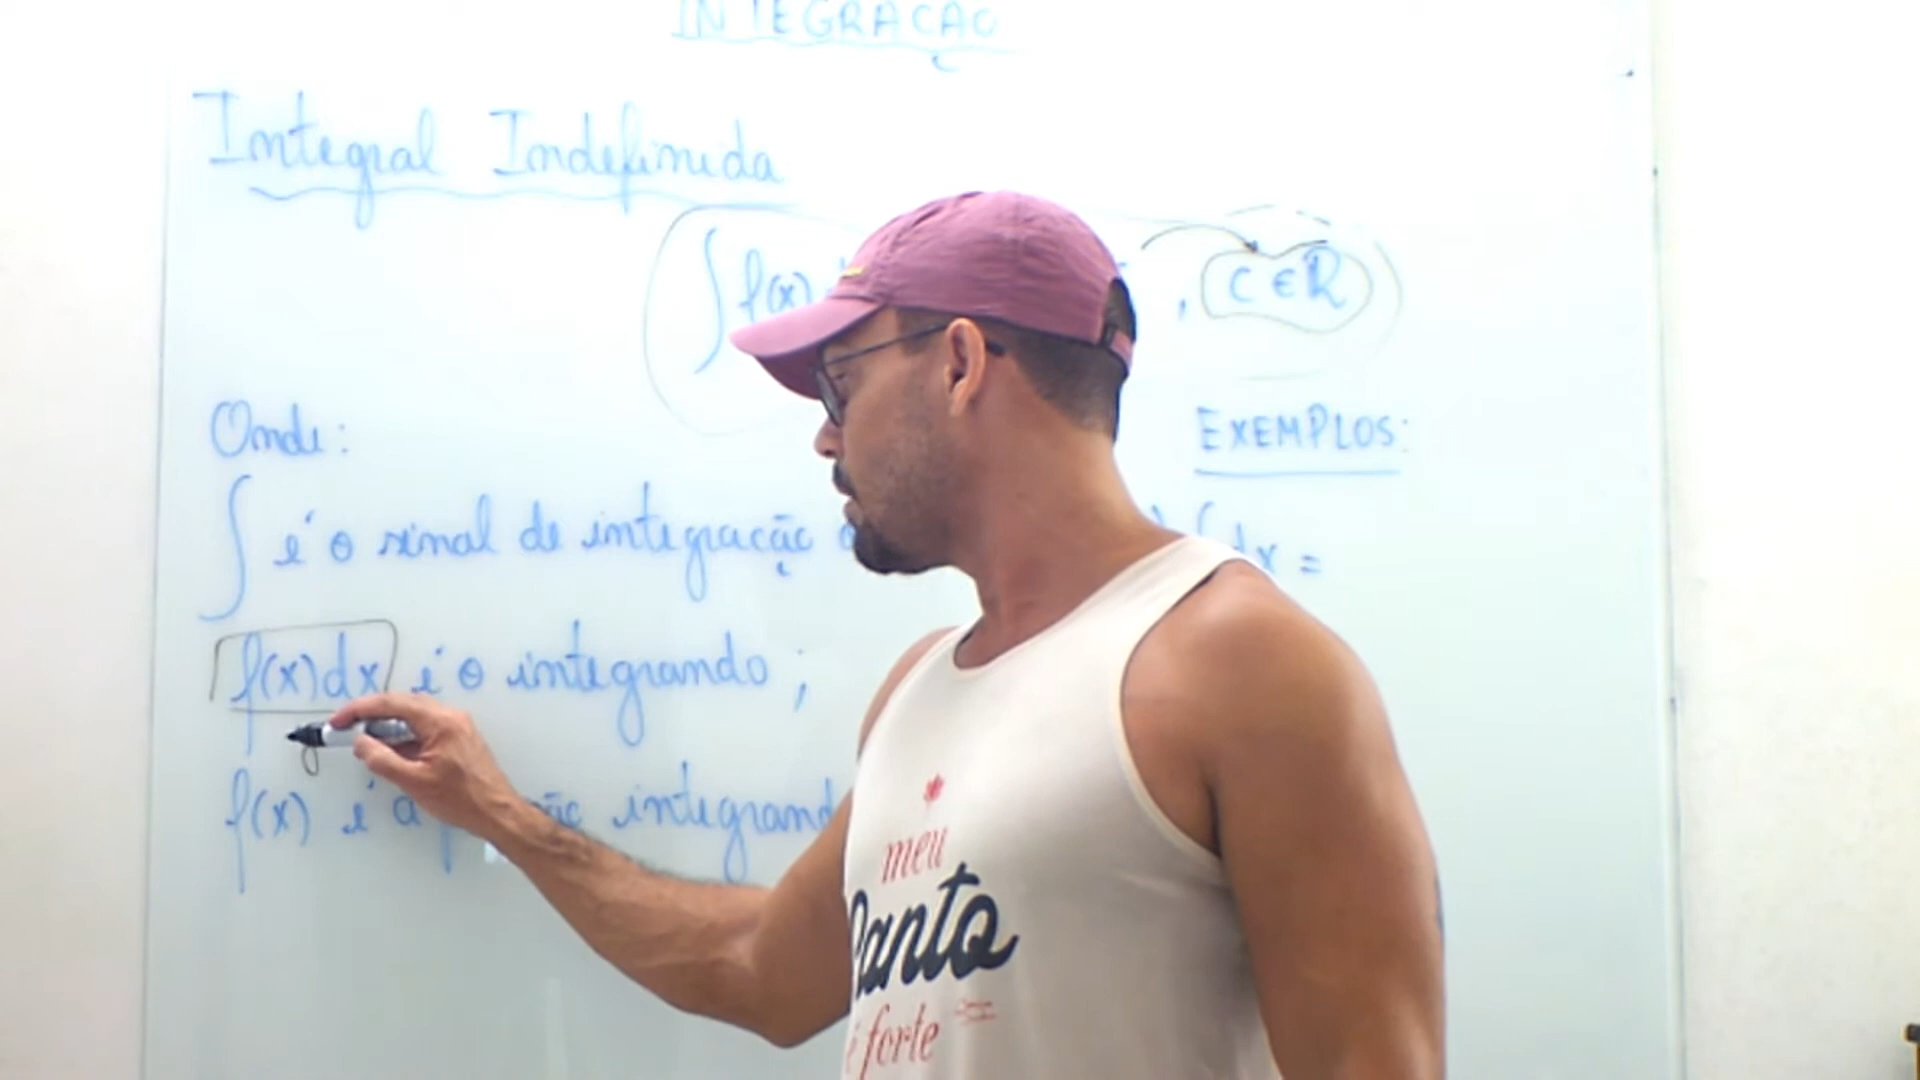 INTEGRAÇÃO
Integral Indefinida
∫ f(x) , C ∈ R
Onde:
EXEMPLOS:
∫ é o sinal de integração
dx =
f(x)dx é o integrando;
f(x) é a integrand
meu
Santo
é forte